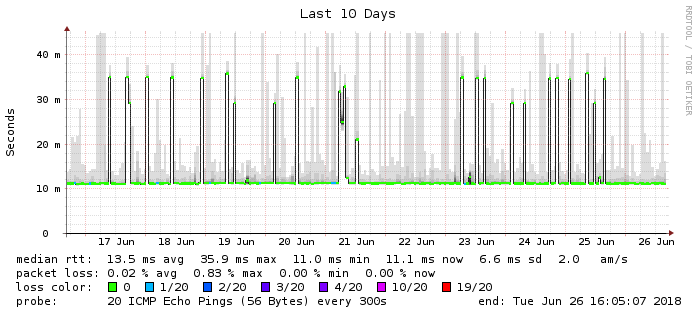 Last 10 Days
RRDTOOL / TOBI OETIKER
Seconds
40 m
30 m
20 m
10 m
0
17 Jun 18 Jun 19 Jun 20 Jun 21 Jun 22 Jun 23 Jun 24 Jun 25 Jun 26 Jun
median rtt: 13.5 ms avg 35.9 ms max 11.0 ms min 11.1 ms now 6.6 ms sd 2.0 am/s
packet loss: 0.02 % avg 0.83 % max 0.00 % min 0.00 % now
loss color: 0 1/20 2/20 3/20 4/20 10/20 19/20
probe: 20 ICMP Echo Pings (56 Bytes) every 300s end: Tue Jun 26 16:05:07 2018